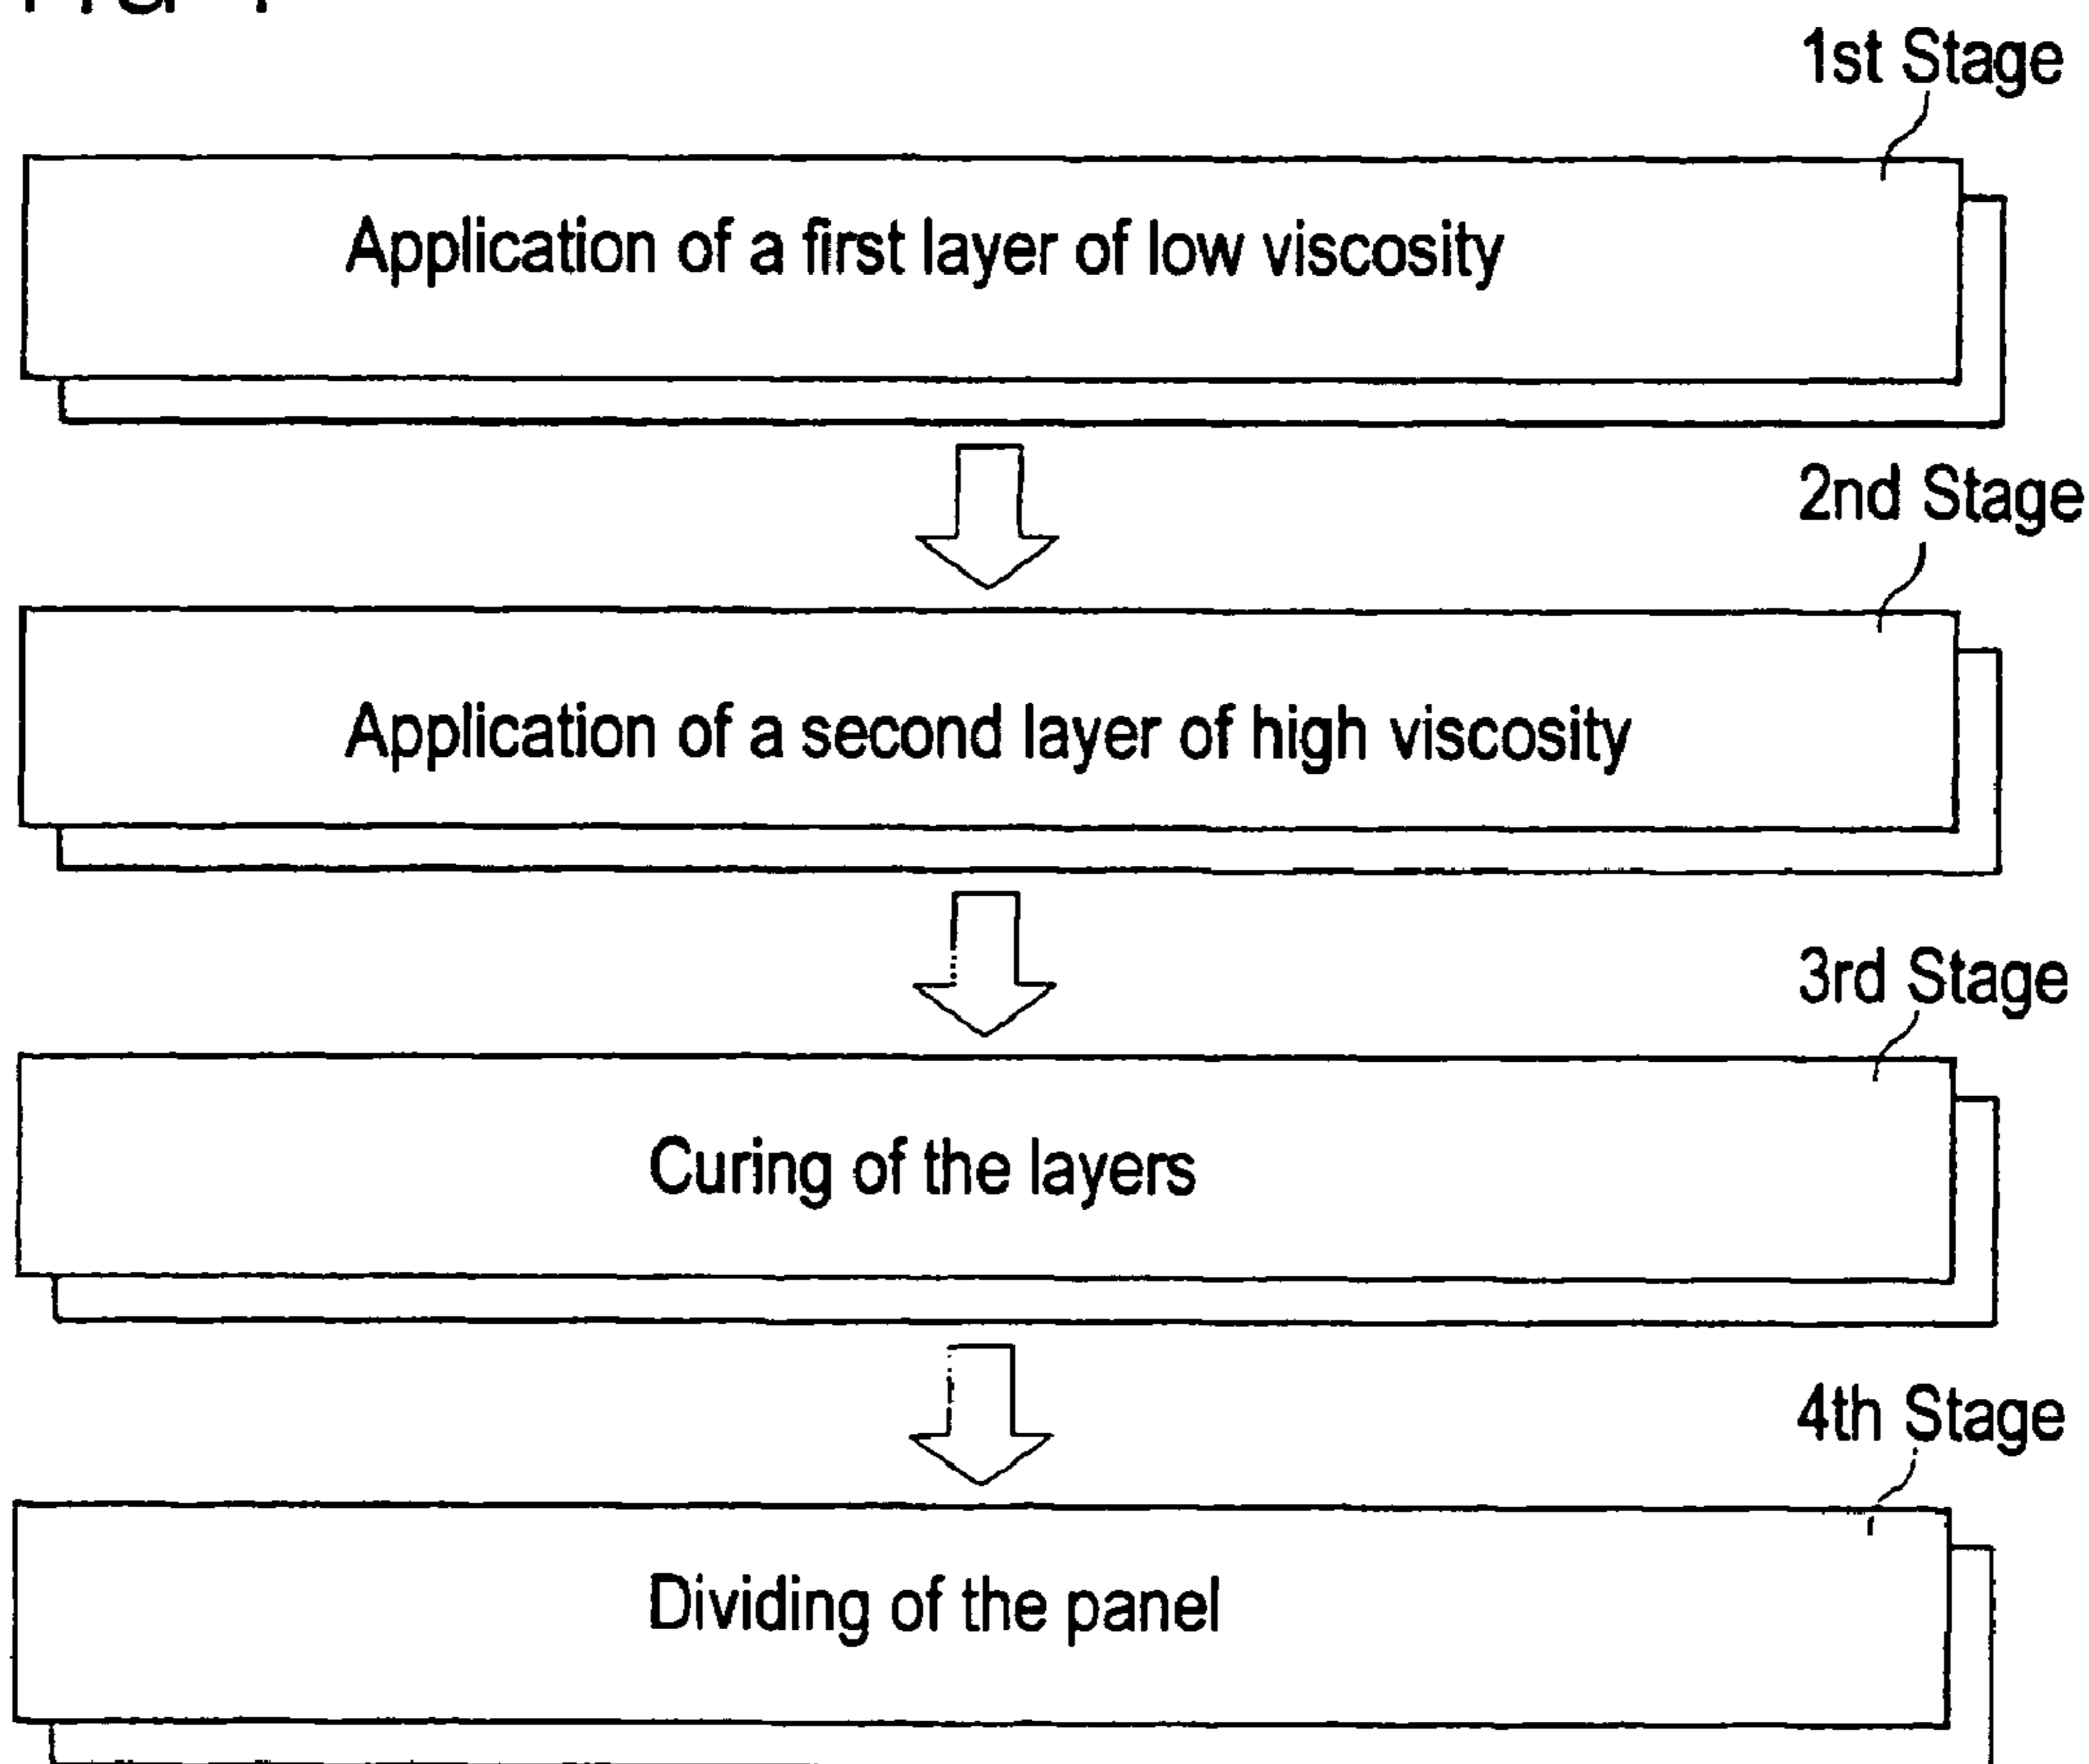 1st Stage
Application of a first layer of low viscosity
2nd Stage
Application of a second layer of high viscosity
3rd Stage
Curing of the layers
4th Stage
Dividing of the panel